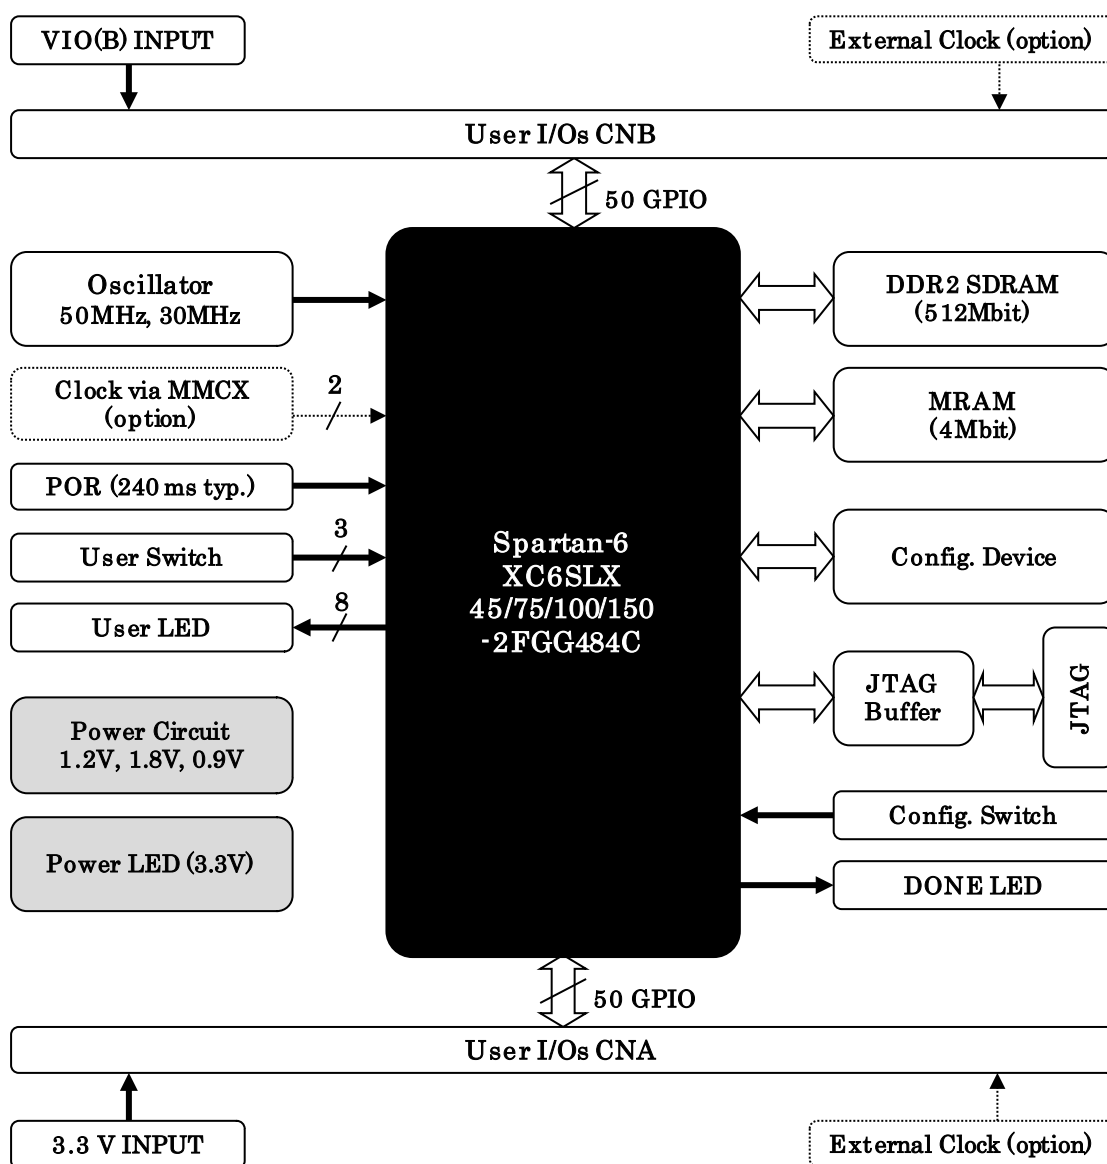 VIO(B) INPUT
External Clock (option)
User I/Os CNB
50 GPIO
Oscillator
50MHz, 30MHz
Clock via MMCX
(option)
2
POR (240 ms typ.)
User Switch
3
User LED
8
Power Circuit
1.2V, 1.8V, 0.9V
Power LED (3.3V)
Spartan-6
XC6SLX
45/75/100/150
-2FGG484C
DDR2 SDRAM
(512Mbit)
MRAM
(4Mbit)
Config. Device
JTAG
Buffer
JTAG
Config. Switch
DONE LED
50 GPIO
User I/Os CNA
3.3 V INPUT
External Clock (option)